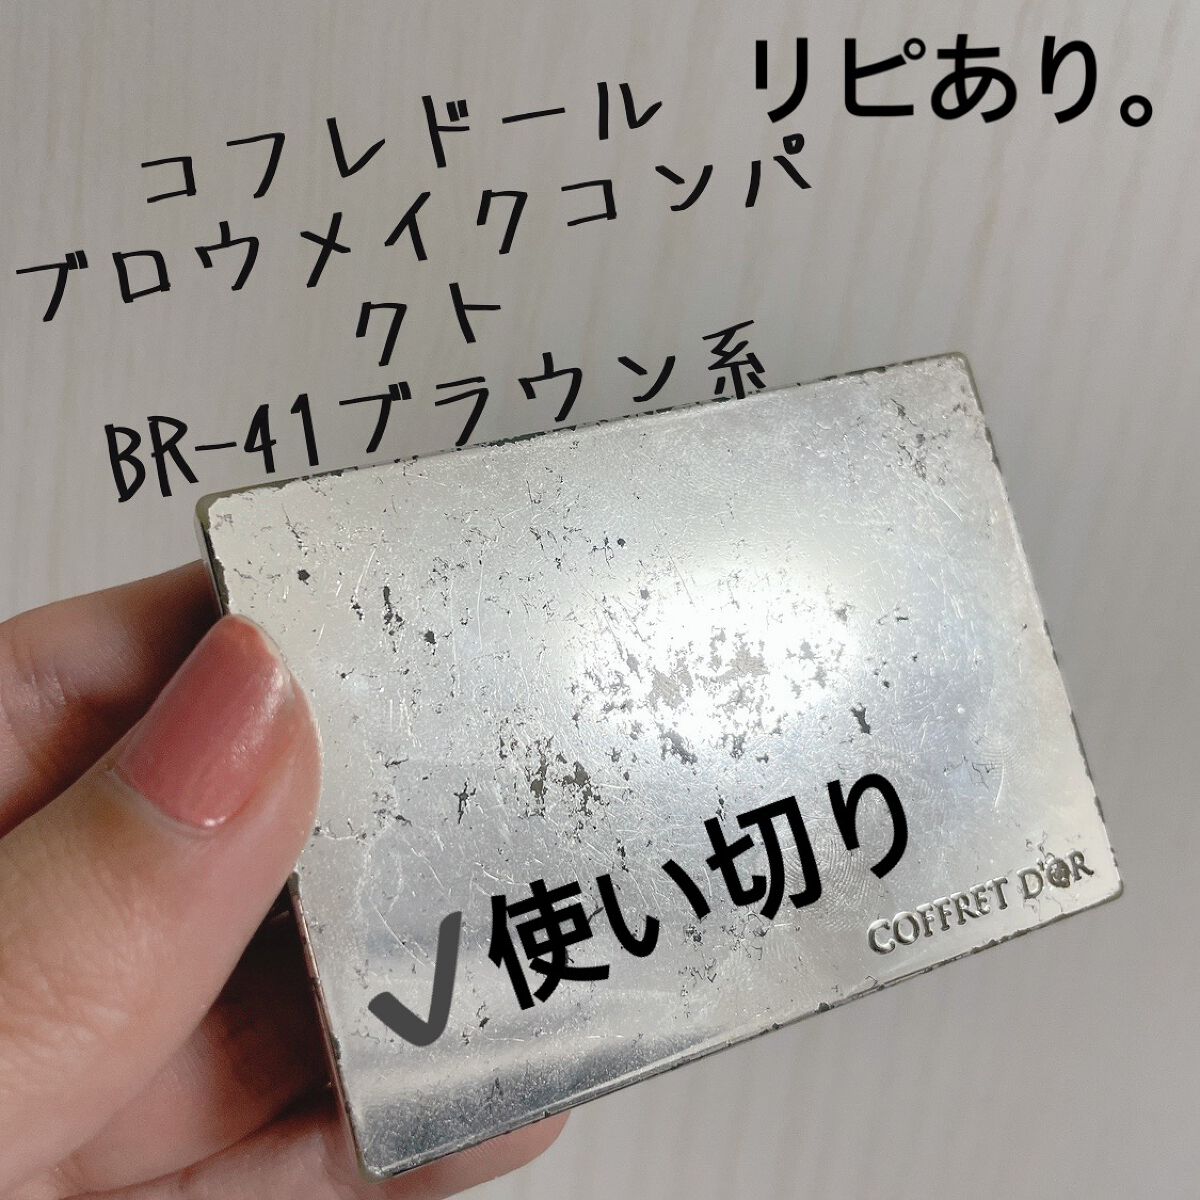 リピあり。
コフレドール
ブロウメイクコンパ
クト
BR-41ブラウン系
✓使い切り
COFFRET D'OR